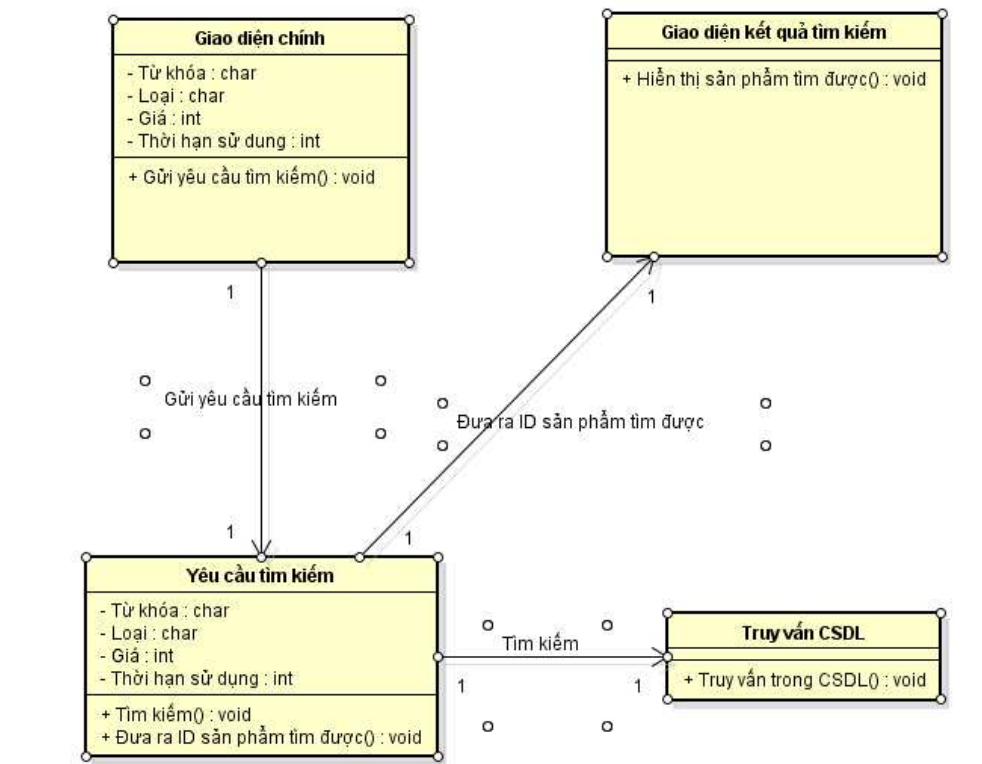 Giao diện chính
- Từ khóa : char
- Loại : char
- Giá : int
- Thời hạn sử dung : int
+ Gửi yêu cầu tìm kiếm() : void
Giao diện kết quả tìm kiếm
+ Hiển thị sản phẩm tìm được() : void
1
1
Gửi yêu cầu tìm kiếm
Đưa ra ID sản phẩm tìm được
1
1
Yêu cầu tìm kiếm
- Từ khóa : char
- Loại : char
- Giá : int
- Thời hạn sử dụng : int
+ Tìm kiếm() : void
+ Đưa ra ID sản phẩm tìm được() : void
Tìm kiếm
1
1
Truy vấn CSDL
+ Truy vấn trong CSDL() : void